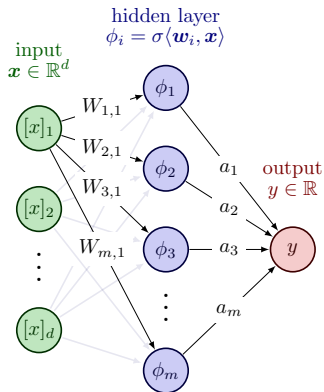 hidden layer
ϕ_i = σ⟨w_i, x⟩
input
x ∈ ℝ^d
ϕ_1
[x]_1
W_{1,1}
W_{2,1}
W_{3,1}
W_{m,1}
ϕ_2
[x]_2
ϕ_3
⋮
⋮
[x]_d
ϕ_m
a_1
a_2
a_3
a_m
output
y ∈ ℝ
y